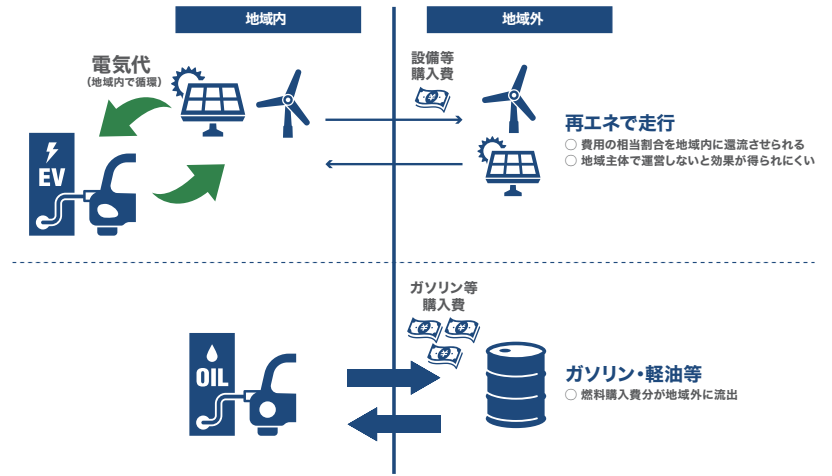 地域内
地域外
電気代
（地域内で循環）
設備等
購入費
¥
EV
再エネで走行
○ 費用の相当割合を地域内に還流させられる
○ 地域主体で運営しないと効果が得られにくい
ガソリン等
購入費
¥ ¥
¥
OIL
ガソリン・軽油等
○ 燃料購入費分が地域外に流出